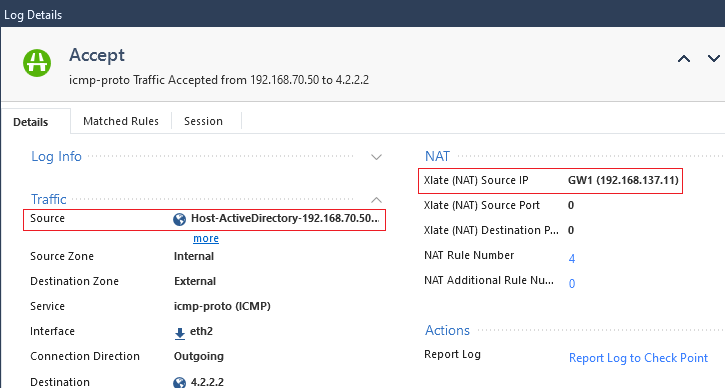 Log Details
Accept
icmp-proto Traffic Accepted from 192.168.70.50 to 4.2.2.2
Details Matched Rules Session
Log Info
Traffic
Source Host-ActiveDirectory-192.168.70.50...
more
Source Zone Internal
Destination Zone External
Service icmp-proto (ICMP)
Interface eth2
Connection Direction Outgoing
Destination 4.2.2.2
NAT
Xlate (NAT) Source IP GW1 (192.168.137.11)
Xlate (NAT) Source Port 0
Xlate (NAT) Destination P... 0
NAT Rule Number 4
NAT Additional Rule Nu... 0
Actions
Report Log Report Log to Check Point